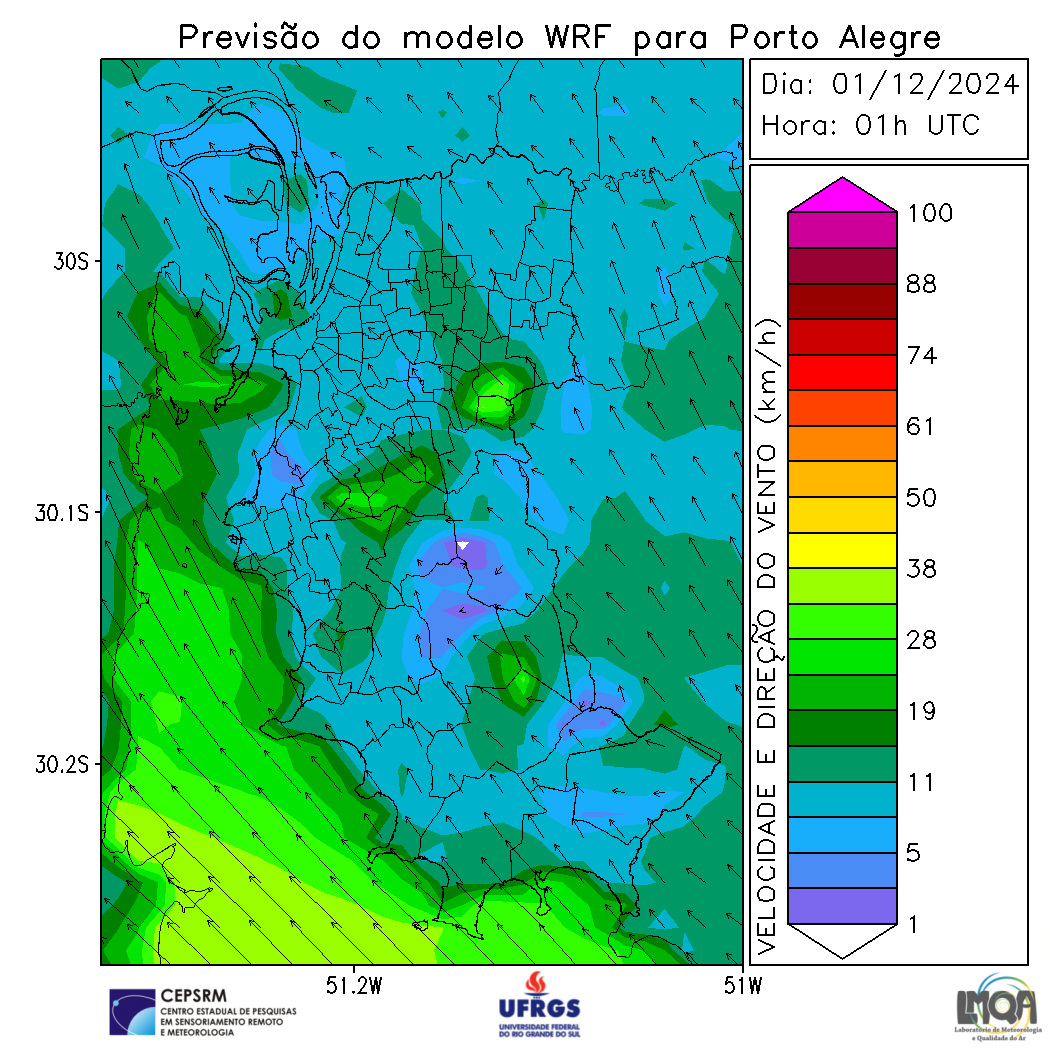 Previsão do modelo WRF para Porto Alegre
Dia: 01/12/2024
Hora: 01h UTC
30S
30.1S
30.2S
51.2W
51W
VELOCIDADE E DIREÇÃO DO VENTO (km/h)
100
88
74
61
50
38
28
19
11
5
1
CEPSRM
CENTRO ESTADUAL DE PESQUISAS
EM SENSORIAMENTO REMOTO
E METEOROLOGIA
UFRGS
UNIVERSIDADE FEDERAL
DO RIO GRANDE DO SUL
LMQA
Laboratório de Meteorologia
e Qualidade do Ar